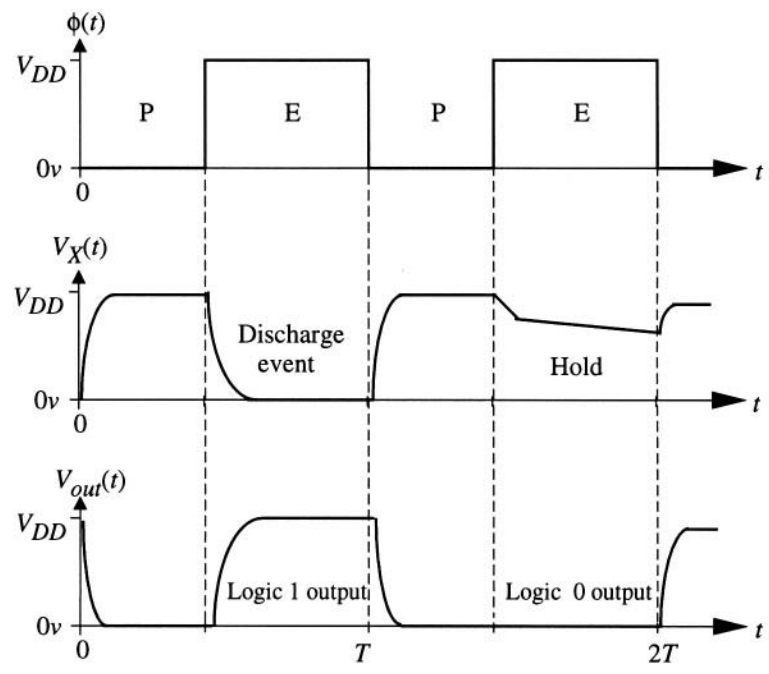 ϕ(t)
V_DD
P E P E
0v t
0
V_X(t)
V_DD
Discharge
event
Hold
0v t
0
V_out(t)
V_DD
Logic 1 output Logic 0 output
0v t
0 T 2T